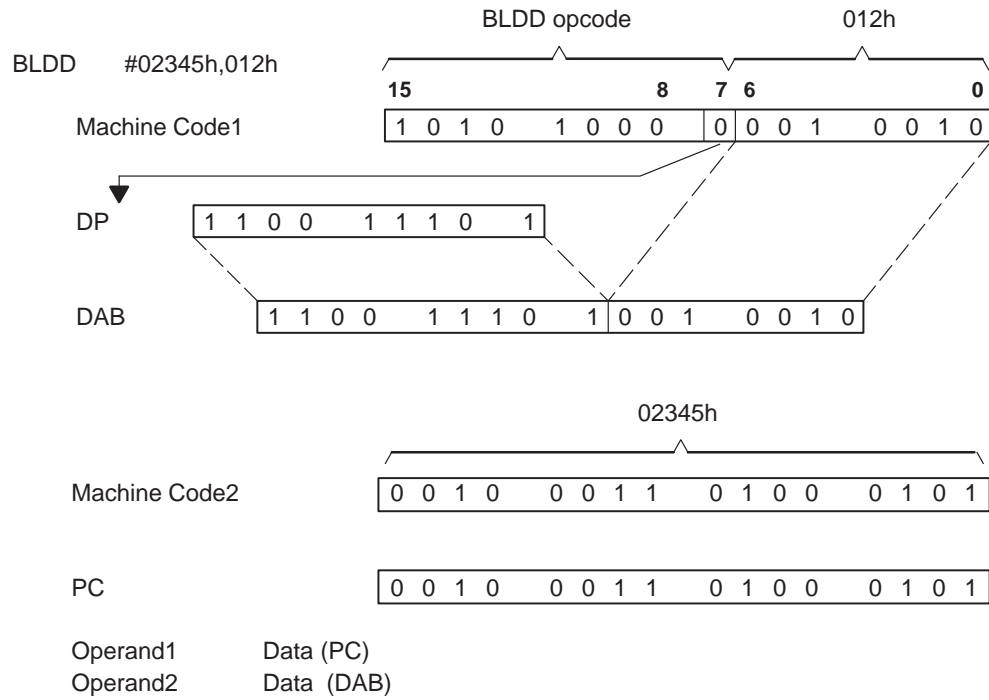 BLDD opcode 012h
BLDD #02345h,012h
15 8 7 6 0
Machine Code1 1 0 1 0 1 0 0 0 0 0 0 1 0 0 1 0
DP 1 1 0 0 1 1 1 0 1
DAB 1 1 0 0 1 1 1 0 1 0 0 1 0 0 1 0
02345h
Machine Code2 0 0 1 0 0 0 1 1 0 1 0 0 0 1 0 1
PC 0 0 1 0 0 0 1 1 0 1 0 0 0 1 0 1
Operand1 Data (PC)
Operand2 Data (DAB)